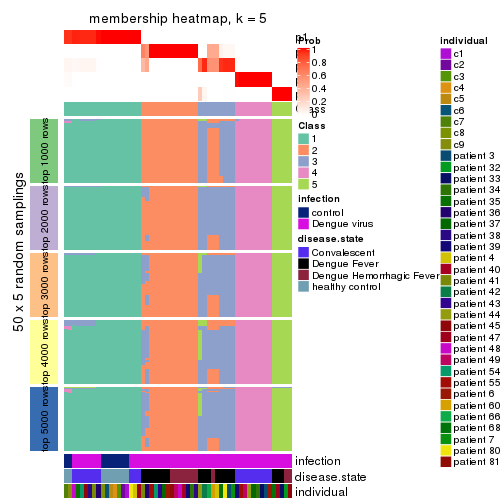 membership heatmap, k = 5
50 x 5 random samplings
top 1000 rows
top 2000 rows
top 3000 rows
top 4000 rows
top 5000 rows
p1
infection
disease.state
individual
Prob
1
0.8
0.6
0.4
0.2
0
Class
1
2
3
4
5
infection
control
Dengue virus
disease.state
Convalescent
Dengue Fever
Dengue Hemorrhagic Fever
healthy control
individual
c1
c2
c3
c4
c5
c6
c7
c8
c9
patient 3
patient 32
patient 33
patient 34
patient 35
patient 36
patient 37
patient 38
patient 39
patient 4
patient 40
patient 41
patient 42
patient 43
patient 44
patient 45
patient 47
patient 48
patient 49
patient 54
patient 55
patient 6
patient 60
patient 66
patient 68
patient 7
patient 80
patient 81